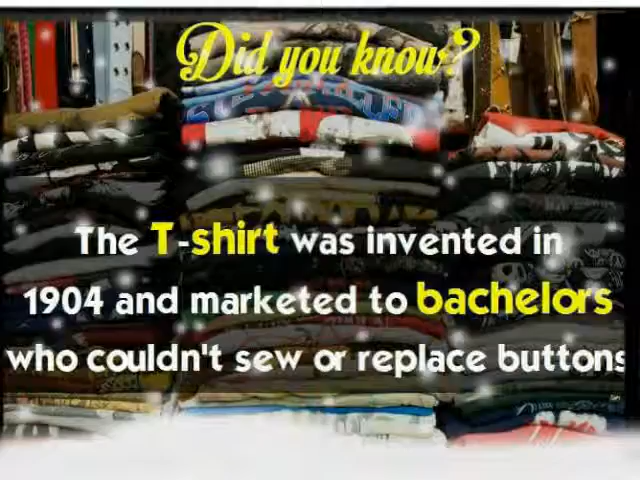 Did you know?
The T-shirt was invented in
1904 and marketed to bachelors
who couldn't sew or replace buttons